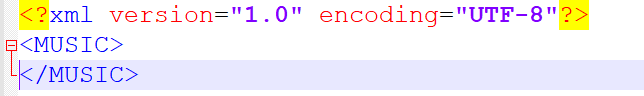 <?xml version="1.0" encoding="UTF-8"?>
<MUSIC>
</MUSIC>